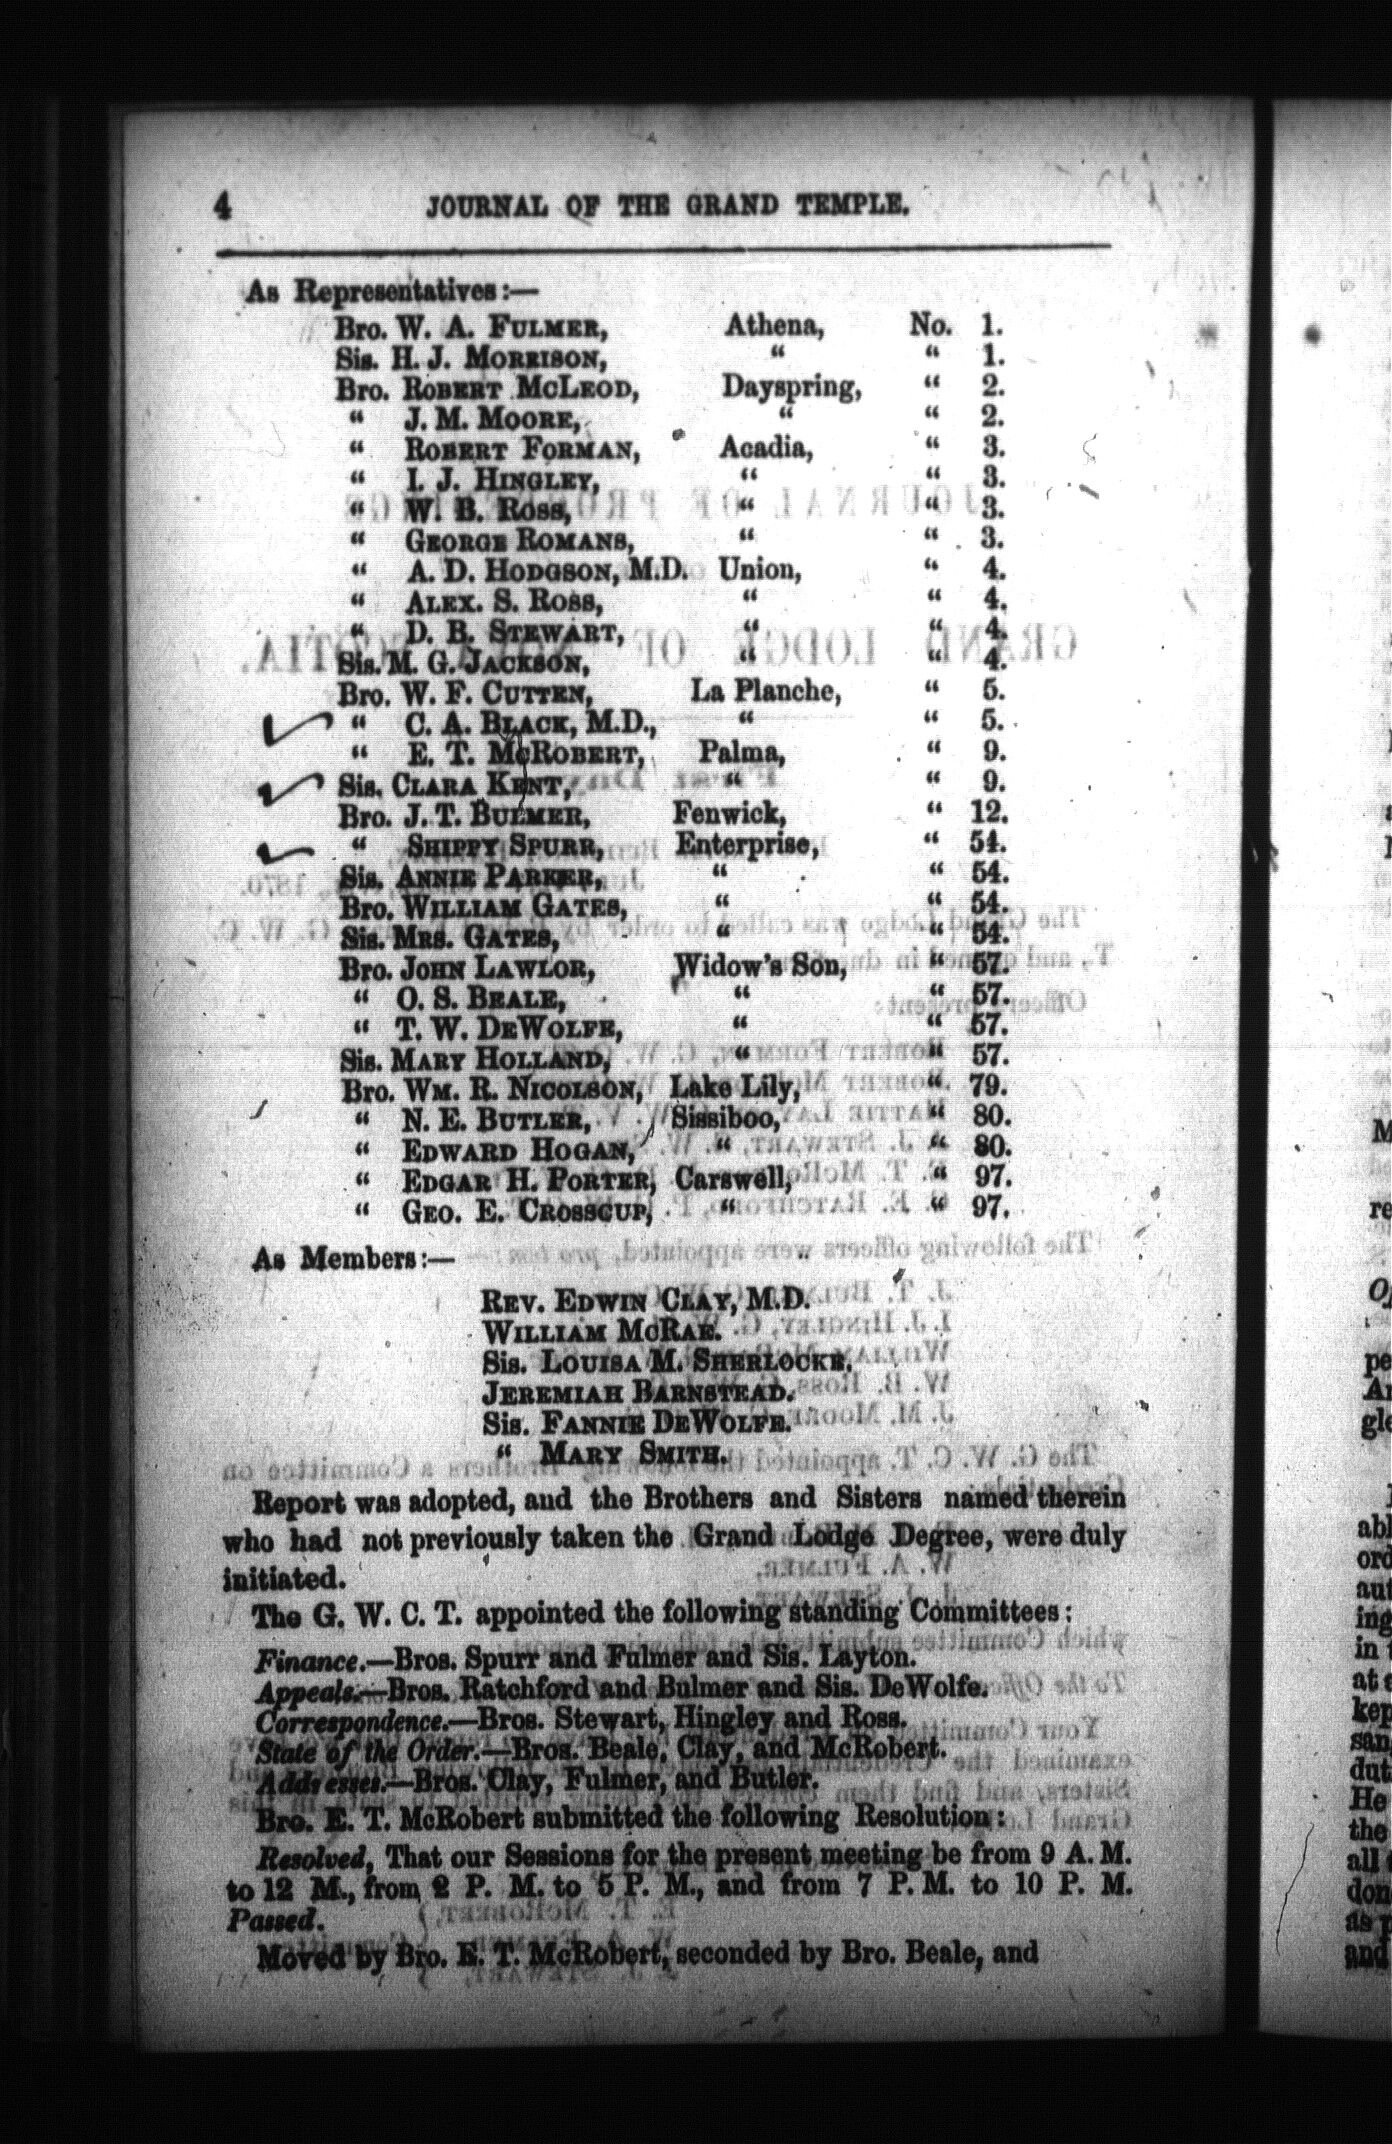 4 JOURNAL OF THE GRAND TEMPLE.
As Representatives:—
Bro. W. A. FULMER, Athena, No. 1.
Sis. H. J. MORRISON, “ “ 1.
Bro. ROBERT MCLEOD, Dayspring, “ 2.
“ J. M. MOORE, “ “ 2.
“ ROBERT FORMAN, Acadia, “ 3.
“ I. J. HINGLEY, “ “ 3.
“ W. B. ROSS, “ “ 3.
“ GEORGE ROMANS, “ “ 3.
“ A. D. HODGSON, M.D. Union, “ 4.
“ ALEX. S. ROSS, “ “ 4.
“ D. B. STEWART, “ “ 4.
Sis. M. G. JACKSON, “ “ 4.
Bro. W. F. CUTTEN, La Planche, “ 5.
“ C. A. BLACK, M.D., “ “ 5.
“ E. T. MCROBERT, Palma, “ 9.
Sis. CLARA KENT, “ “ 9.
Bro. J. T. BULMER, Fenwick, “ 12.
“ SHIPPY SPURR, Enterprise, “ 54.
Sis. ANNIE PARKER, “ “ 54.
Bro. WILLIAM GATES, “ “ 54.
Sis. MRS. GATES, “ “ 54.
Bro. JOHN LAWLOR, Widow's Son, “ 57.
“ O. S. BEALE, “ “ 57.
“ T. W. DEWOLFE, “ “ 57.
Sis. MARY HOLLAND, “ “ 57.
Bro. WM. R. NICOLSON, Lake Lily, “ 79.
“ N. E. BUTLER, Sissiboo, “ 80.
“ EDWARD HOGAN, “ “ 80.
“ EDGAR H. PORTER, Carswell, “ 97.
“ GEO. E. CROSSCUP, “ “ 97.
As Members:—
REV. EDWIN CLAY, M.D.
WILLIAM MCRAE.
Sis. LOUISA M. SHERLOCKE.
JEREMIAH BARNSTEAD.
Sis. FANNIE DEWOLFE.
“ MARY SMITH.
Report was adopted, and the Brothers and Sisters named therein
who had not previously taken the Grand Lodge Degree, were duly
initiated.
The G. W. C. T. appointed the following standing Committees:
Finance.—Bros. Spurr and Fulmer and Sis. Layton.
Appeals.—Bros. Ratchford and Bulmer and Sis. DeWolfe.
Correspondence.—Bros. Stewart, Hingley and Ross.
State of the Order.—Bros. Beale, Clay, and McRobert.
Addresses.—Bros. Clay, Fulmer, and Butler.
Bro. E. T. McRobert submitted the following Resolution:
Resolved, That our Sessions for the present meeting be from 9 A. M.
to 12 M., from 2 P. M. to 5 P. M., and from 7 P. M. to 10 P. M.
Passed.
Moved by Bro. E. T. McRobert, seconded by Bro. Beale, and